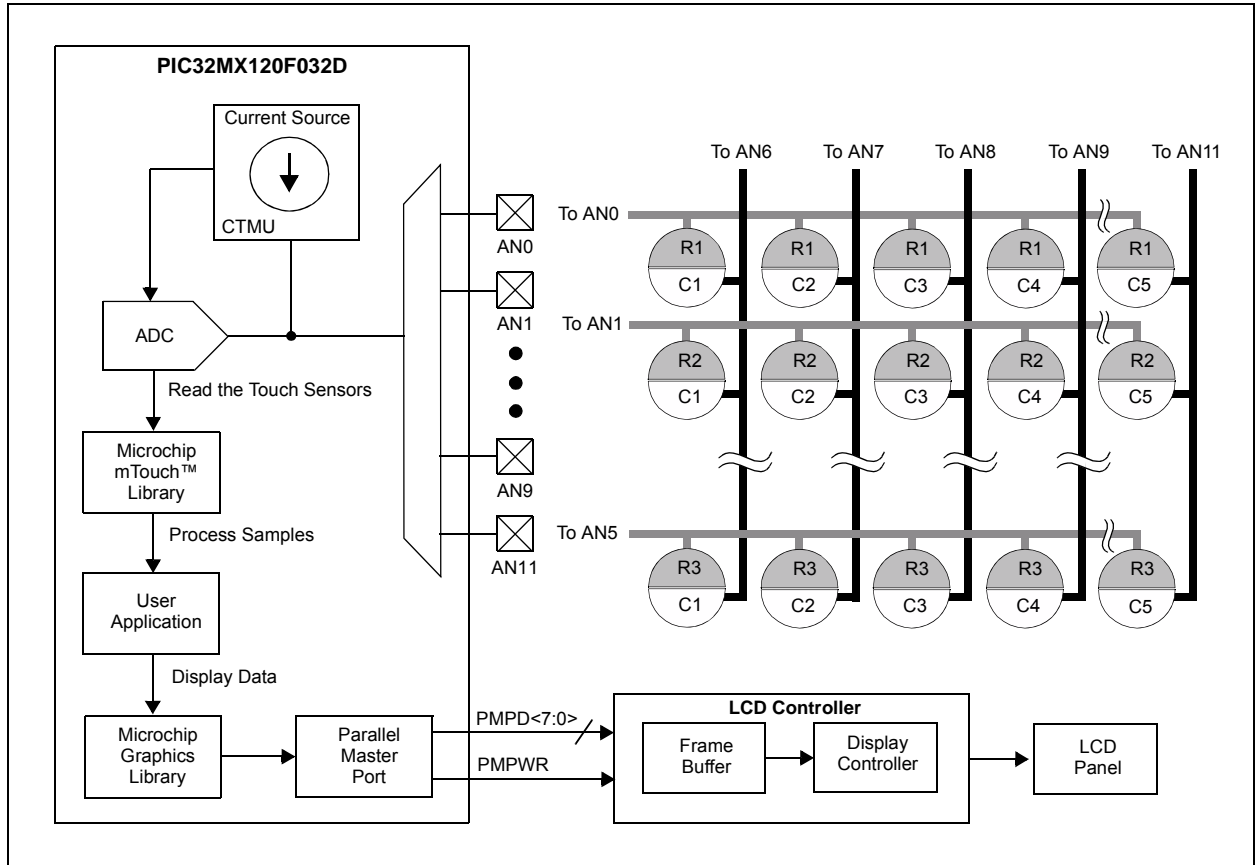 PIC32MX120F032D
Current Source
CTMU
ADC
Read the Touch Sensors
Microchip
mTouch™
Library
Process Samples
User
Application
Display Data
Microchip
Graphics
Library
Parallel
Master
Port
AN0
AN1
AN9
AN11
To AN6 To AN7 To AN8 To AN9 To AN11
To AN0
R1 R1 R1 R1 R1
C1 C2 C3 C4 C5
To AN1
R2 R2 R2 R2 R2
C1 C2 C3 C4 C5
To AN5
R3 R3 R3 R3 R3
C1 C2 C3 C4 C5
PMPD<7:0>
PMPWR
LCD Controller
Frame
Buffer
Display
Controller
LCD
Panel